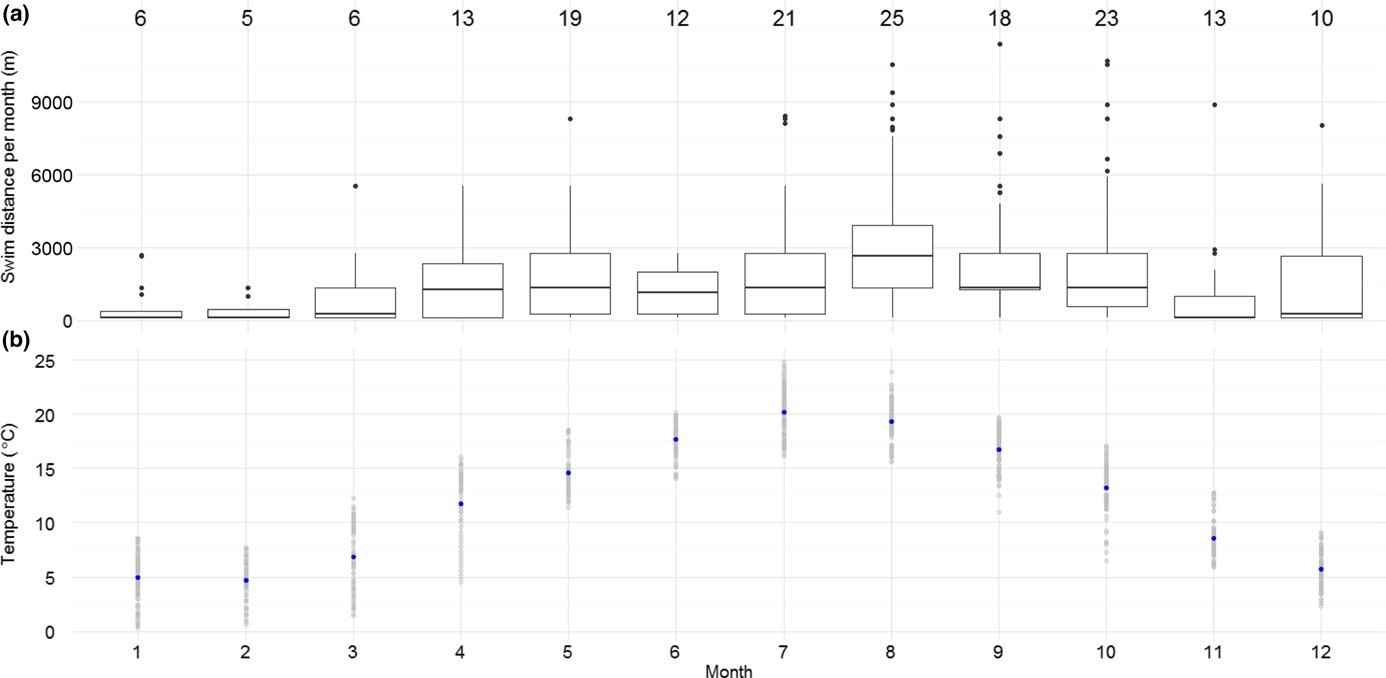 (a)
6 5 6 13 19 12 21 25 18 23 13 10
Swim distance per month (m)
9000
6000
3000
0
(b)
Temperature (°C)
25
20
15
10
5
0
1 2 3 4 5 6 7 8 9 10 11 12
Month